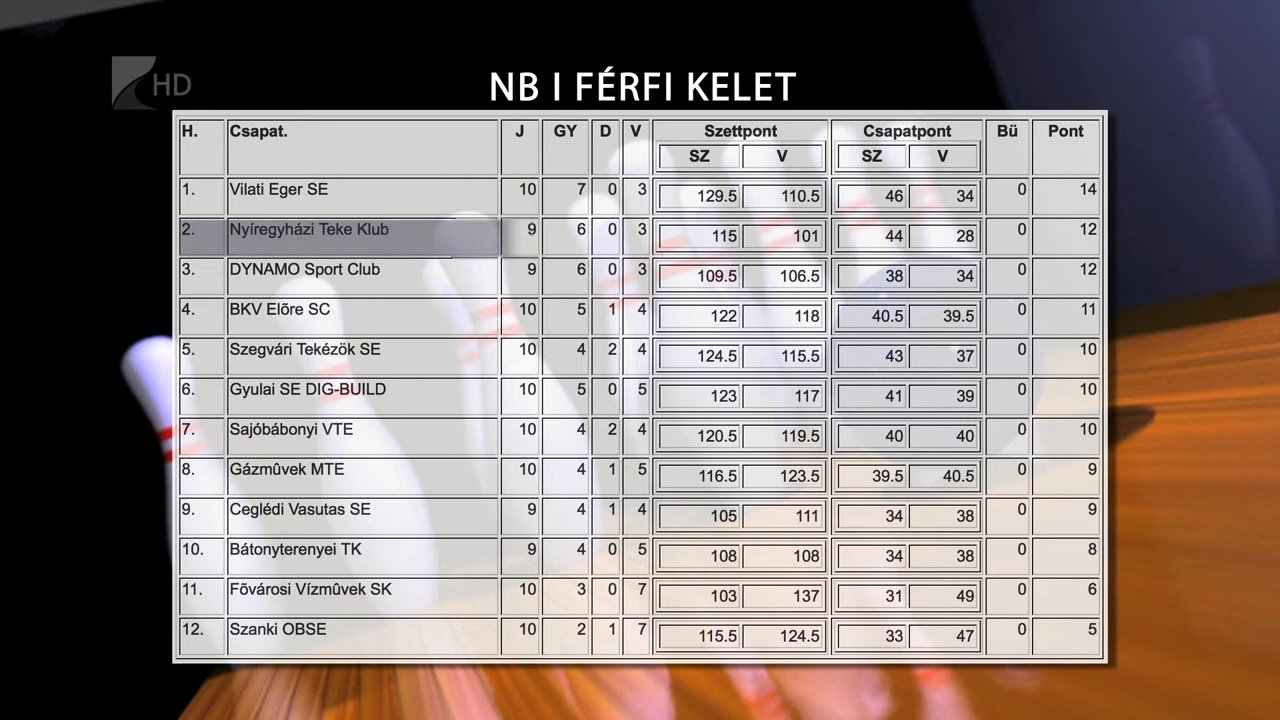 HD
NB I FÉRFI KELET
H. Csapat. J GY D V Szettpont Csapatpont Bü Pont
SZ V SZ V
1. Vilati Eger SE 10 7 0 3 129.5 110.5 46 34 0 14
2. Nyíregyházi Teke Klub 9 6 0 3 115 101 44 28 0 12
3. DYNAMO Sport Club 9 6 0 3 109.5 106.5 38 34 0 12
4. BKV Elõre SC 10 5 1 4 122 118 40.5 39.5 0 11
5. Szegvári Tekézök SE 10 4 2 4 124.5 115.5 43 37 0 10
6. Gyulai SE DIG-BUILD 10 5 0 5 123 117 41 39 0 10
7. Sajóbábonyi VTE 10 4 2 4 120.5 119.5 40 40 0 10
8. Gázmûvek MTE 10 4 1 5 116.5 123.5 39.5 40.5 0 9
9. Ceglédi Vasutas SE 9 4 1 4 105 111 34 38 0 9
10. Bátonyterenyei TK 9 4 0 5 108 108 34 38 0 8
11. Fõvárosi Vízmûvek SK 10 3 0 7 103 137 31 49 0 6
12. Szanki OBSE 10 2 1 7 115.5 124.5 33 47 0 5